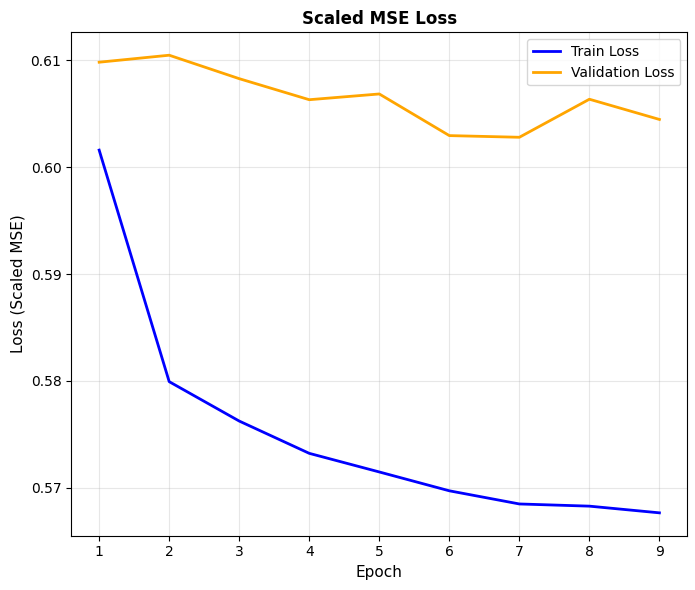 Scaled MSE Loss
Train Loss
Validation Loss
Loss (Scaled MSE)
0.61
0.60
0.59
0.58
0.57
1 2 3 4 5 6 7 8 9
Epoch